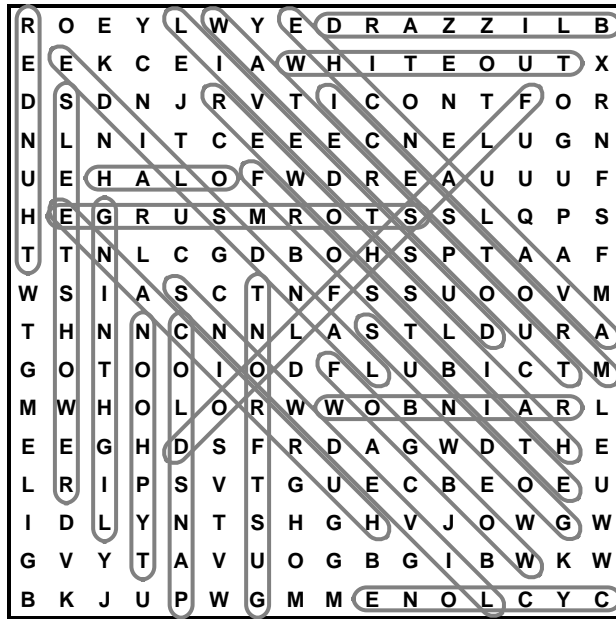 R O E Y L W Y E D R A Z Z I L B
E E K C E I A W H I T E O U T X
D S D N J R V T I C O N T F O R
N L N I T C E E E C N E L U G N
U E H A L O F W D R E A U U U F
H E G R U S M R O T S S L Q P S
T T N L C G D B O H S P T A A F
W S I A S C T N F S S U O O V M
T H N N C N N L A S T L D U R A
G O T O O I O D F L U B I C T M
M W H O L O R W W O B N I A R L
E E G H D S F R D A G W D T H E
L R I P S V T G U E C B E O E U
I D L Y N T S H G H V J O W G W
G V Y T A V U O G B G I B W K W
B K J U P W G M M E N O L C Y C